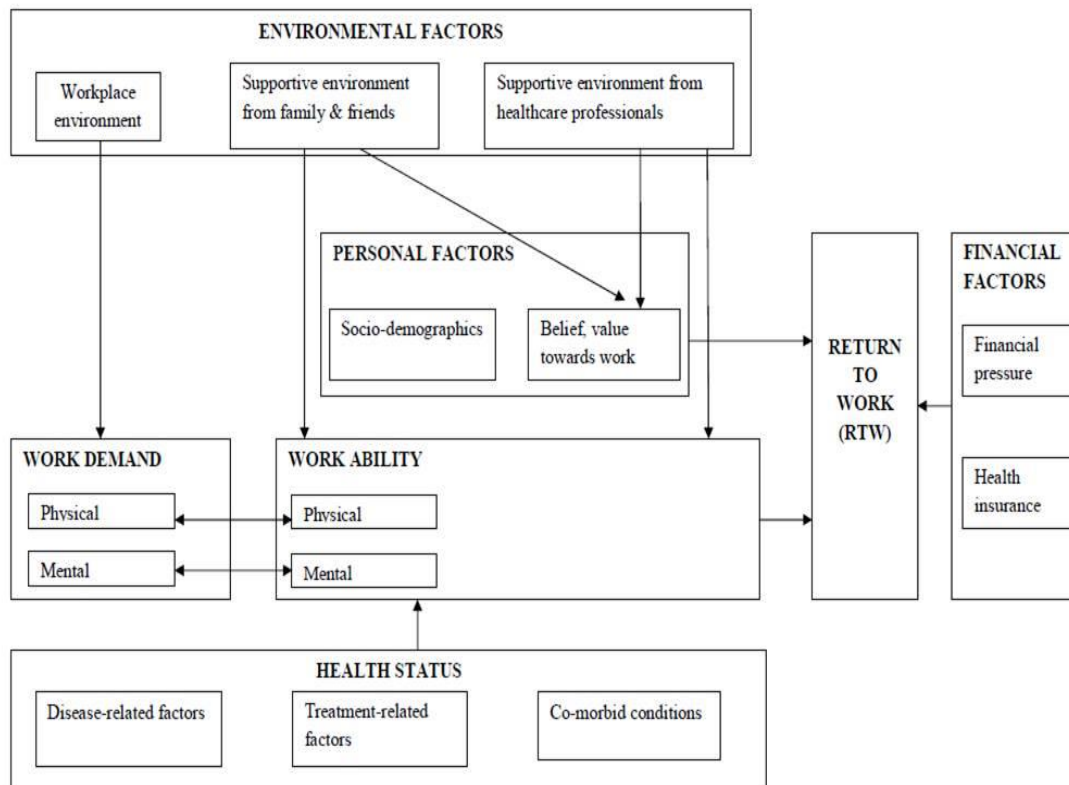 ENVIRONMENTAL FACTORS
Workplace
environment
Supportive environment
from family & friends
Supportive environment from
healthcare professionals
PERSONAL FACTORS
Socio-demographics
Belief, value
towards work
RETURN
TO
WORK
(RTW)
FINANCIAL
FACTORS
Financial
pressure
Health
insurance
WORK DEMAND
Physical
Mental
WORK ABILITY
Physical
Mental
HEALTH STATUS
Disease-related factors
Treatment-related
factors
Co-morbid conditions